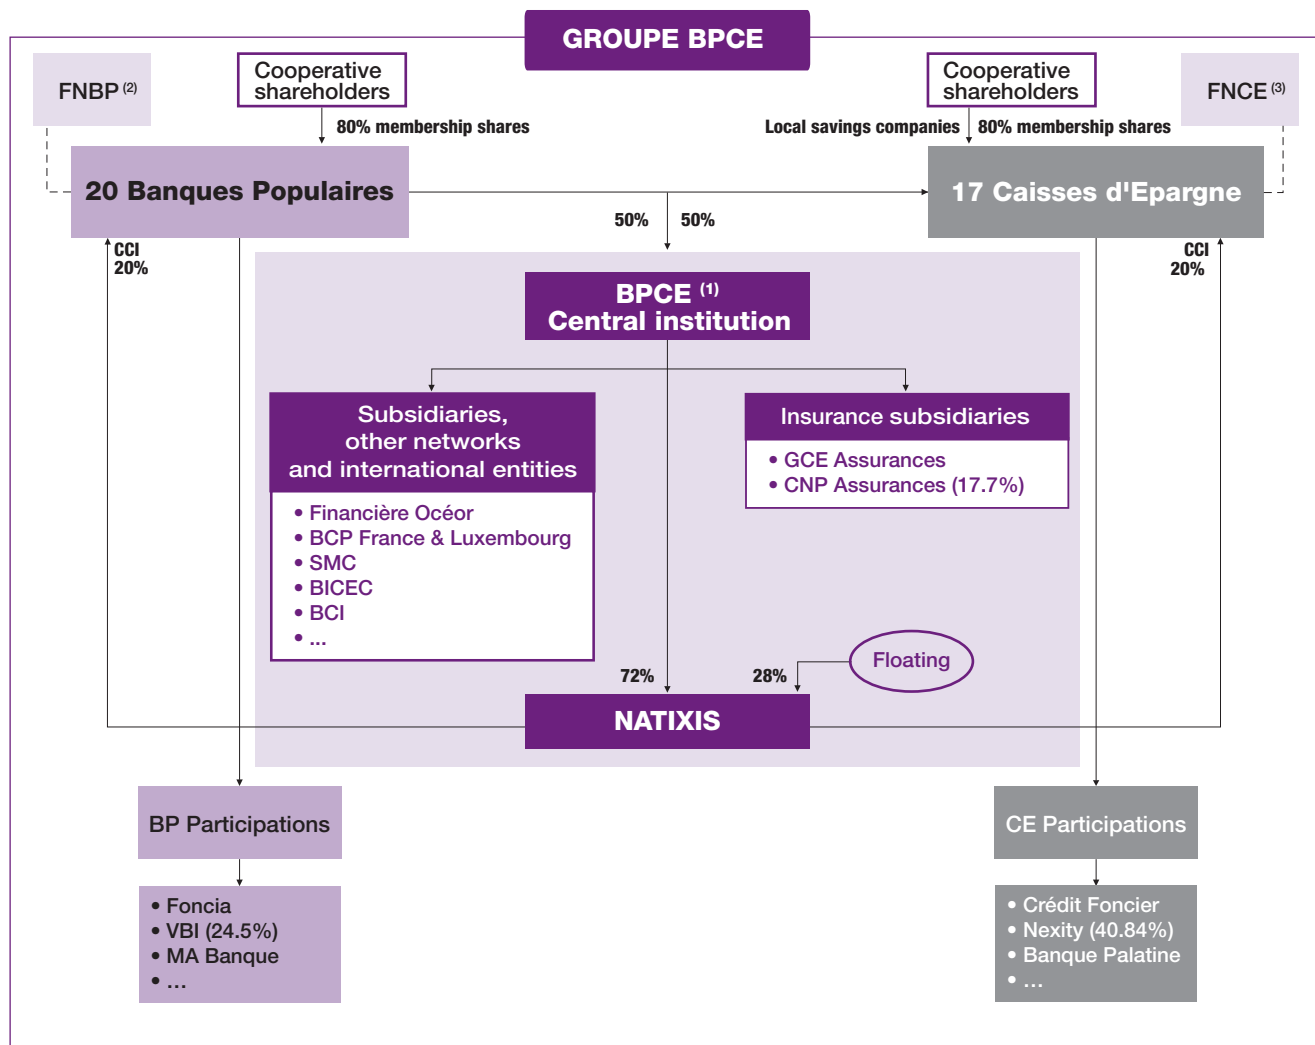 GROUPE BPCE
FNBP (2)
Cooperative
shareholders
Cooperative
shareholders
FNCE (3)
80% membership shares
Local savings companies
80% membership shares
20 Banques Populaires
17 Caisses d'Epargne
50%
50%
CCI
20%
CCI
20%
BPCE (1)
Central institution
Subsidiaries,
other networks
and international entities
• Financière Océor
• BCP France & Luxembourg
• SMC
• BICEC
• BCI
• ...
Insurance subsidiaries
• GCE Assurances
• CNP Assurances (17.7%)
Floating
72%
28%
NATIXIS
BP Participations
CE Participations
• Foncia
• VBI (24.5%)
• MA Banque
• ...
• Crédit Foncier
• Nexity (40.84%)
• Banque Palatine
• ...